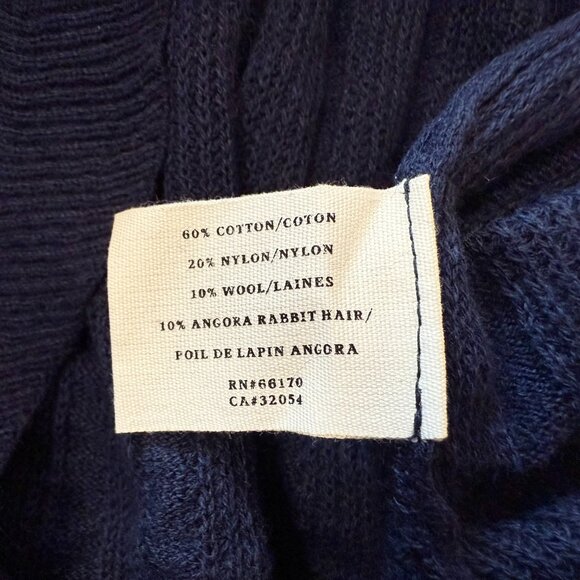 60% COTTON/COTON
20% NYLON/NYLON
10% WOOL/LAINES
10% ANGORA RABBIT HAIR/
POIL DE LAPIN ANGORA
RN#66170
CA#32054